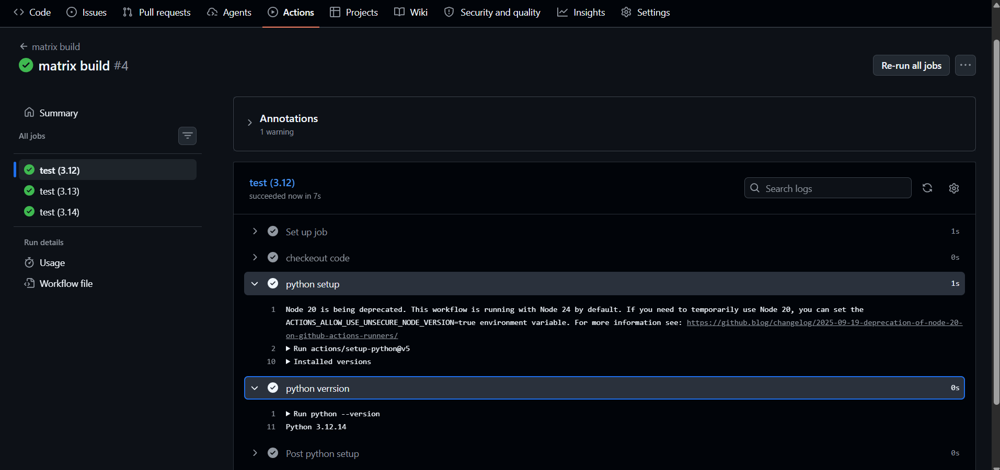 Code Issues Pull requests Agents Actions Projects Wiki Security and quality Insights Settings
matrix build
matrix build #4
Re-run all jobs
Summary
All jobs
test (3.12)
test (3.13)
test (3.14)
Run details
Usage
Workflow file
Annotations
1 warning
test (3.12)
succeeded now in 7s
Search logs
Set up job 1s
checkeout code 0s
python setup 1s
1 Node 20 is being deprecated. This workflow is running with Node 24 by default. If you need to temporarily use Node 20, you can set the
ACTIONS_ALLOW_USE_UNSECURE_NODE_VERSION=true environment variable. For more information see: https://github.blog/changelog/2025-09-19-deprecation-of-node-20-
on-github-actions-runners/
2 Run actions/setup-python@v5
10 Installed versions
python verrsion 0s
1 Run python --version
11 Python 3.12.14
Post python setup 0s